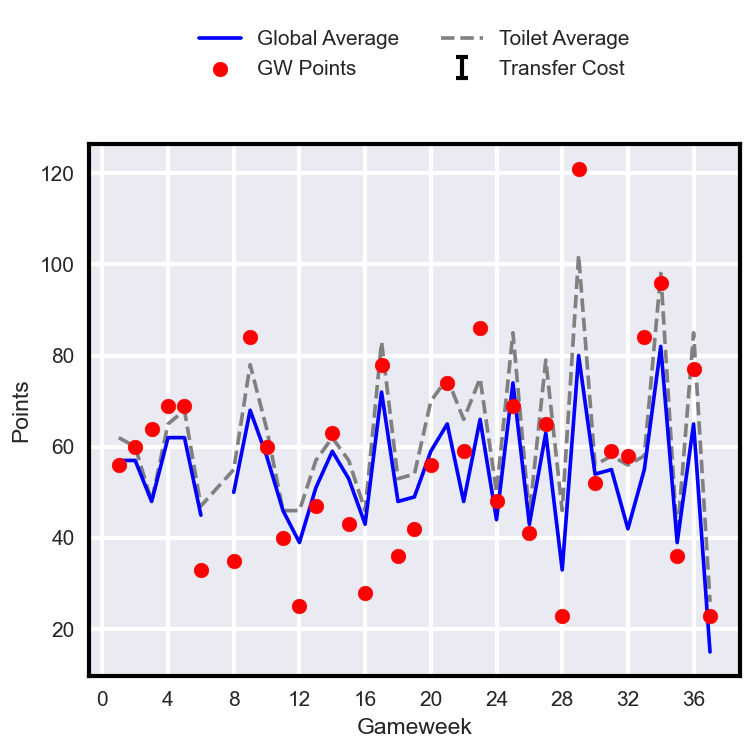 Global Average
Toilet Average
GW Points
Transfer Cost
Points
120
100
80
60
40
20
0 4 8 12 16 20 24 28 32 36
Gameweek